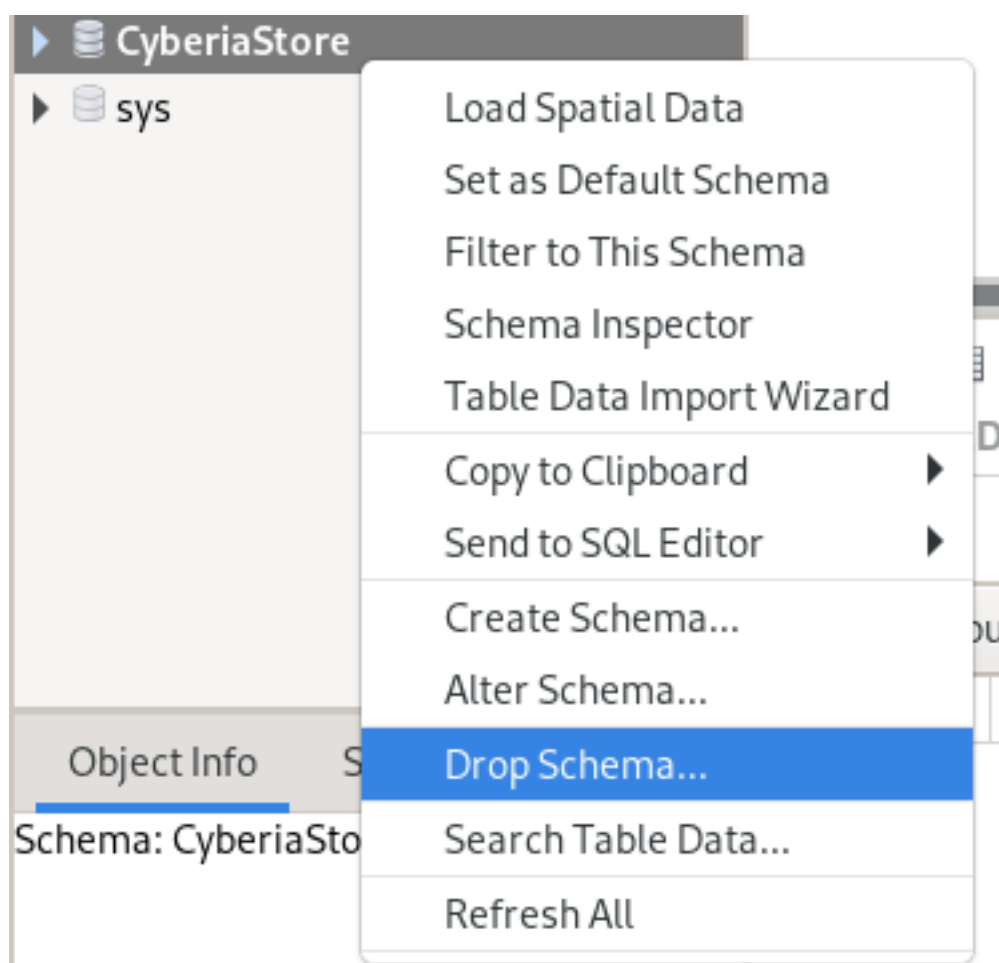 CyberiaStore
sys
Load Spatial Data
Set as Default Schema
Filter to This Schema
Schema Inspector
Table Data Import Wizard
Copy to Clipboard
Send to SQL Editor
Create Schema...
Alter Schema...
Drop Schema...
Search Table Data...
Refresh All
Object Info
Schema: CyberiaSto